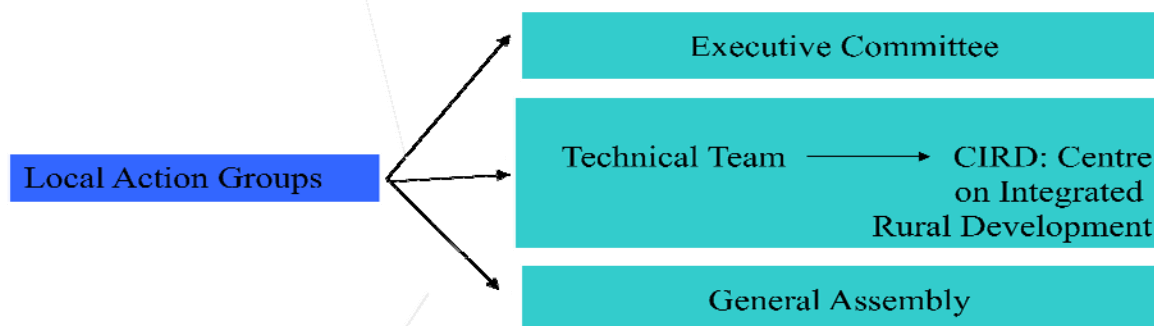 Executive Committee
Local Action Groups
Technical Team
CIRD: Centre
on Integrated
Rural Development
General Assembly